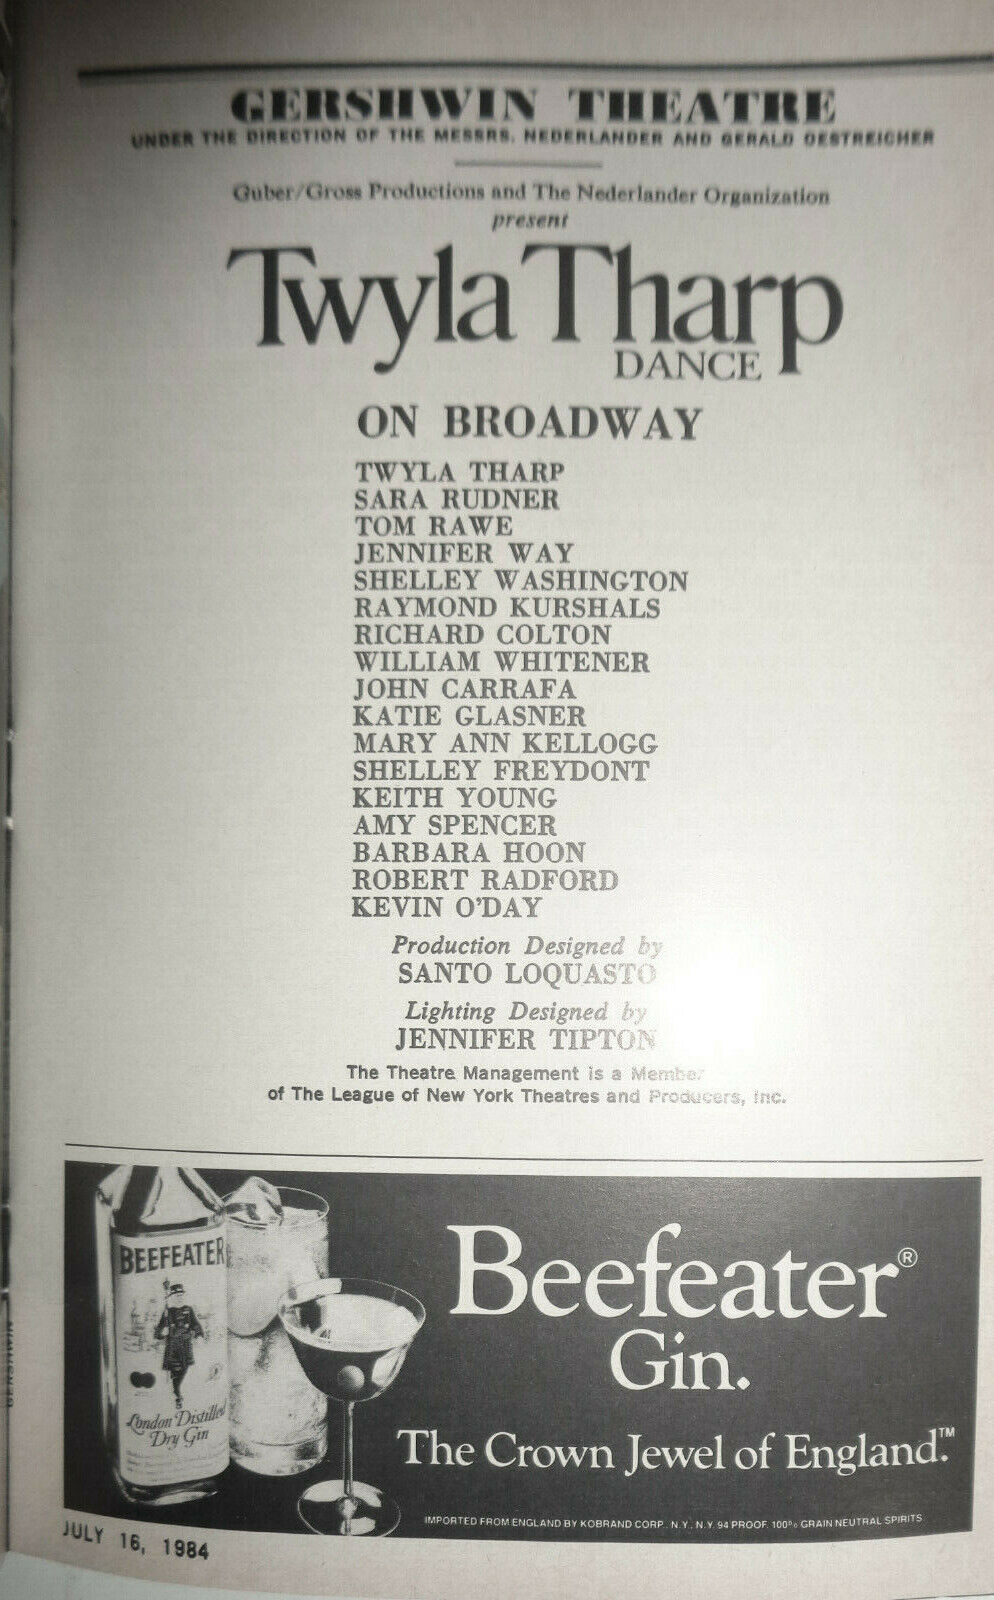 GERSHWIN THEATRE
UNDER THE DIRECTION OF THE MESSRS. NEDERLANDER AND GERALD OESTREICHER
Guber/Gross Productions and The Nederlander Organization
present
Twyla Tharp
DANCE
ON BROADWAY
TWYLA THARP
SARA RUDNER
TOM RAWE
JENNIFER WAY
SHELLEY WASHINGTON
RAYMOND KURSHALS
RICHARD COLTON
WILLIAM WHITENER
JOHN CARRAFA
KATIE GLASNER
MARY ANN KELLOGG
SHELLEY FREYDONT
KEITH YOUNG
AMY SPENCER
BARBARA HOON
ROBERT RADFORD
KEVIN O'DAY
Production Designed by
SANTO LOQUASTO
Lighting Designed by
JENNIFER TIPTON
The Theatre Management is a Member
of The League of New York Theatres and Producers, Inc.
BEEFEATER
London Distilled
Dry Gin
Beefeater®
Gin.
The Crown Jewel of England.™
IMPORTED FROM ENGLAND BY KOBRAND CORP. N.Y. N.Y. 94 PROOF. 100% GRAIN NEUTRAL SPIRITS
JULY 16, 1984
GERSHWIN